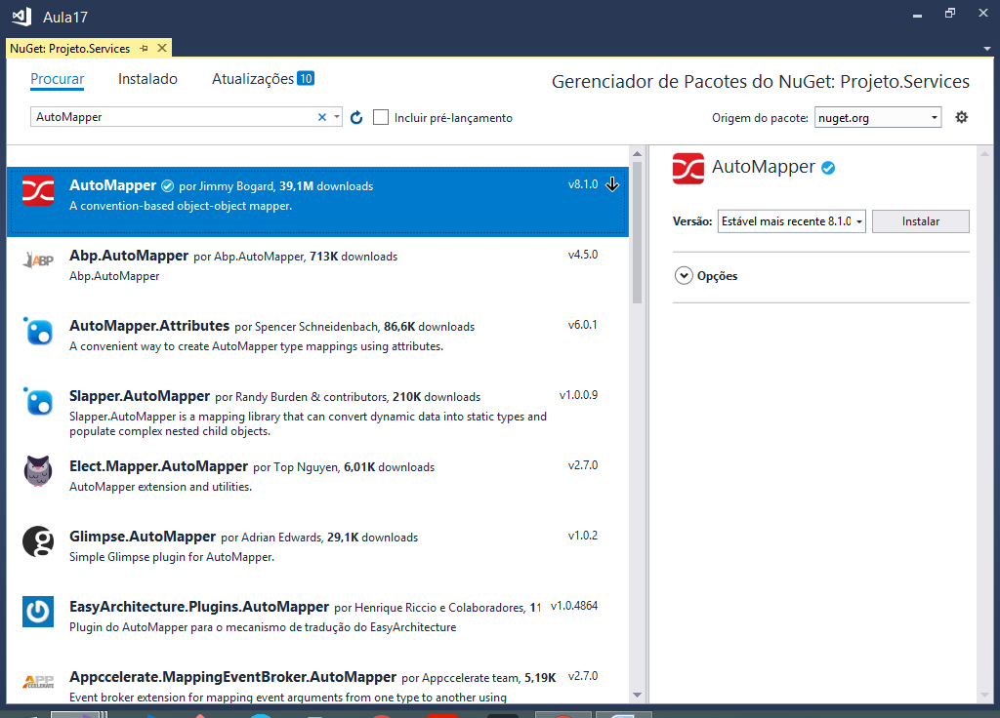 Aula17
NuGet: Projeto.Services
Procurar Instalado Atualizações 10
Gerenciador de Pacotes do NuGet: Projeto.Services
AutoMapper
Incluir pré-lançamento
Origem do pacote: nuget.org
AutoMapper por Jimmy Bogard, 39,1M downloads v8.1.0
A convention-based object-object mapper.
ABP
Abp.AutoMapper por Abp.AutoMapper, 713K downloads v4.5.0
Abp.AutoMapper
AutoMapper.Attributes por Spencer Schneidenbach, 86,6K downloads v6.0.1
A convenient way to create AutoMapper type mappings using attributes.
Slapper.AutoMapper por Randy Burden & contributors, 210K downloads v1.0.0.9
Slapper.AutoMapper is a mapping library that can convert dynamic data into static types and
populate complex nested child objects.
Elect.Mapper.AutoMapper por Top Nguyen, 6,01K downloads v2.7.0
AutoMapper extension and utilities.
g
Glimpse.AutoMapper por Adrian Edwards, 29,1K downloads v1.0.2
Simple Glimpse plugin for AutoMapper.
EasyArchitecture.Plugins.AutoMapper por Henrique Riccio e Colaboradores, 11 v1.0.4864
Plugin do AutoMapper para o mecanismo de tradução do EasyArchitecture
APP
CCELERATE
Appccelerate.MappingEventBroker.AutoMapper por Appccelerate team, 5,19K v2.7.0
Event broker extension for mapping event arguments from one type to another using
AutoMapper
Versão: Estável mais recente 8.1.0 Instalar
Opções